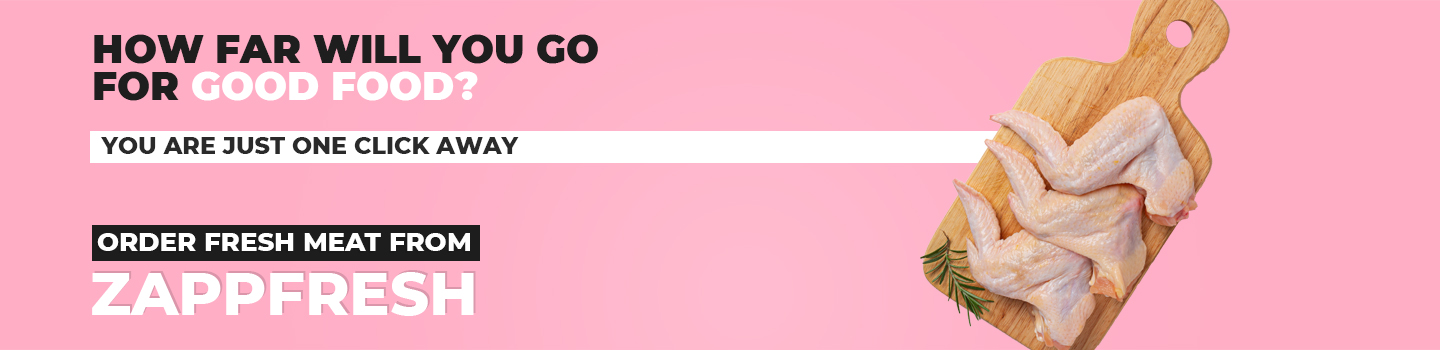 HOW FAR WILL YOU GO
FOR GOOD FOOD?
YOU ARE JUST ONE CLICK AWAY
ORDER FRESH MEAT FROM
ZAPPFRESH